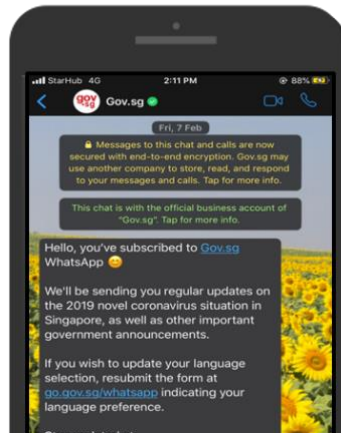 StarHub 4G 2:11 PM 88%
gov sg Gov.sg
Fri, 7 Feb
Messages to this chat and calls are now
secured with end-to-end encryption. Gov.sg may
use another company to store, read, and respond
to your messages and calls. Tap for more info.
This chat is with the official business account of
"Gov.sg". Tap for more info.
Hello, you've subscribed to Gov.sg
WhatsApp 😊
We'll be sending you regular updates on
the 2019 novel coronavirus situation in
Singapore, as well as other important
government announcements.
If you wish to update your language
selection, resubmit the form at
go.gov.sg/whatsapp indicating your
language preference.